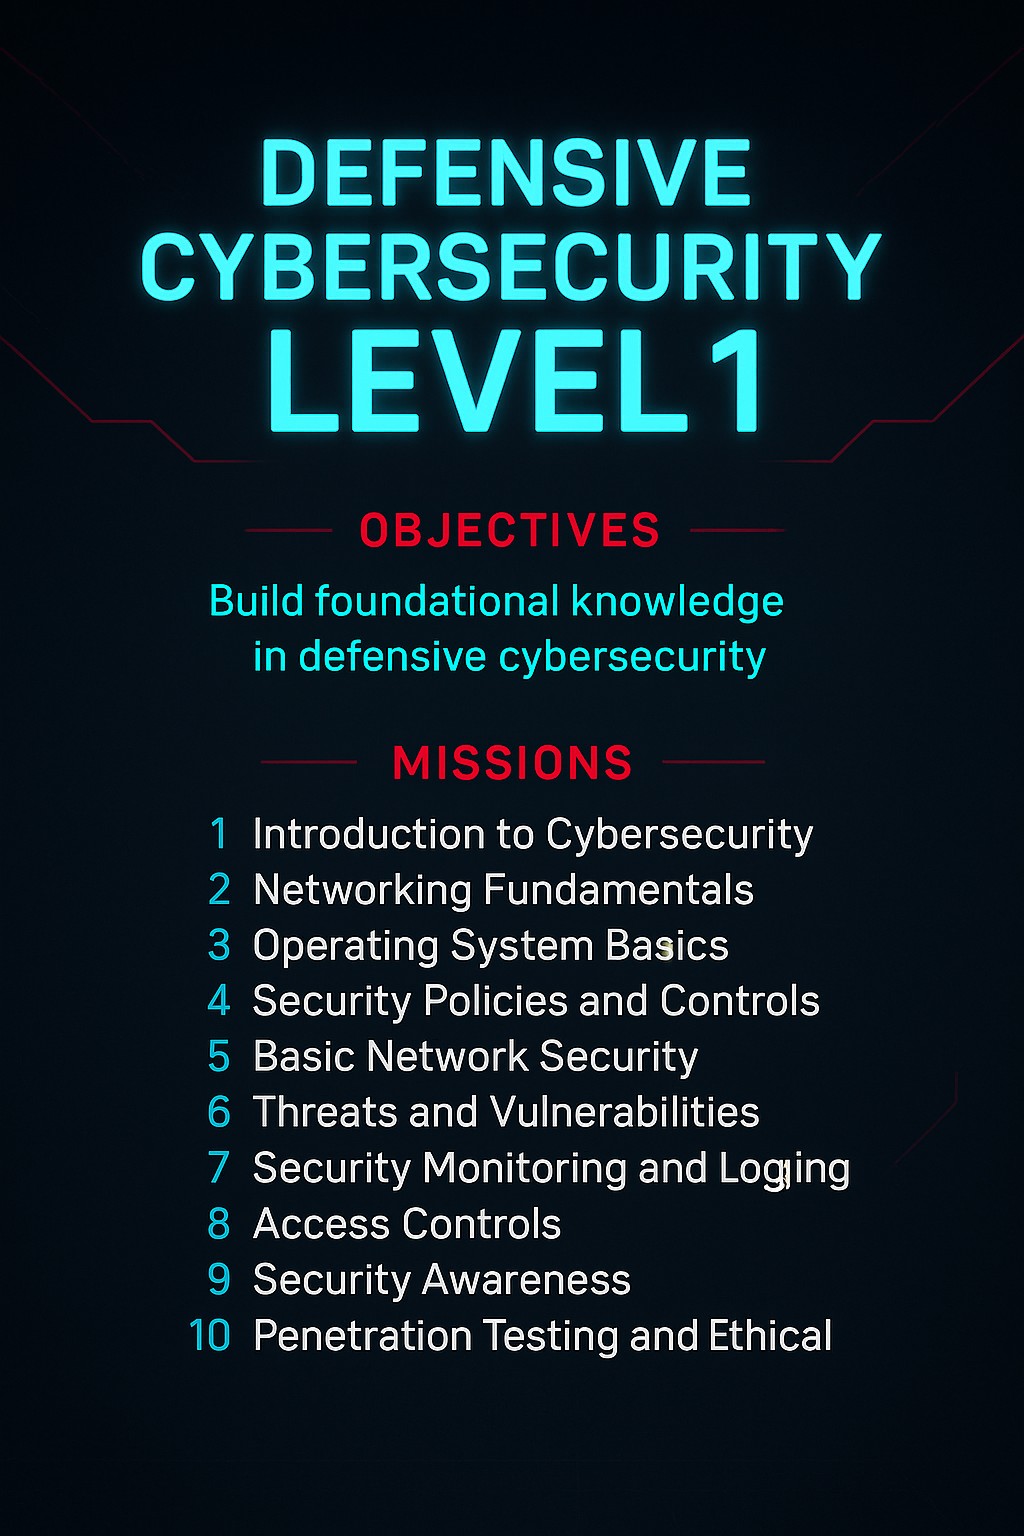 DEFENSIVE
CYBERSECURITY
LEVEL 1
OBJECTIVES
Build foundational knowledge
in defensive cybersecurity
MISSIONS
1 Introduction to Cybersecurity
2 Networking Fundamentals
3 Operating System Basics
4 Security Policies and Controls
5 Basic Network Security
6 Threats and Vulnerabilities
7 Security Monitoring and
8 Access Controls
9 Security Awareness
10 Penetration Testing and Ethical